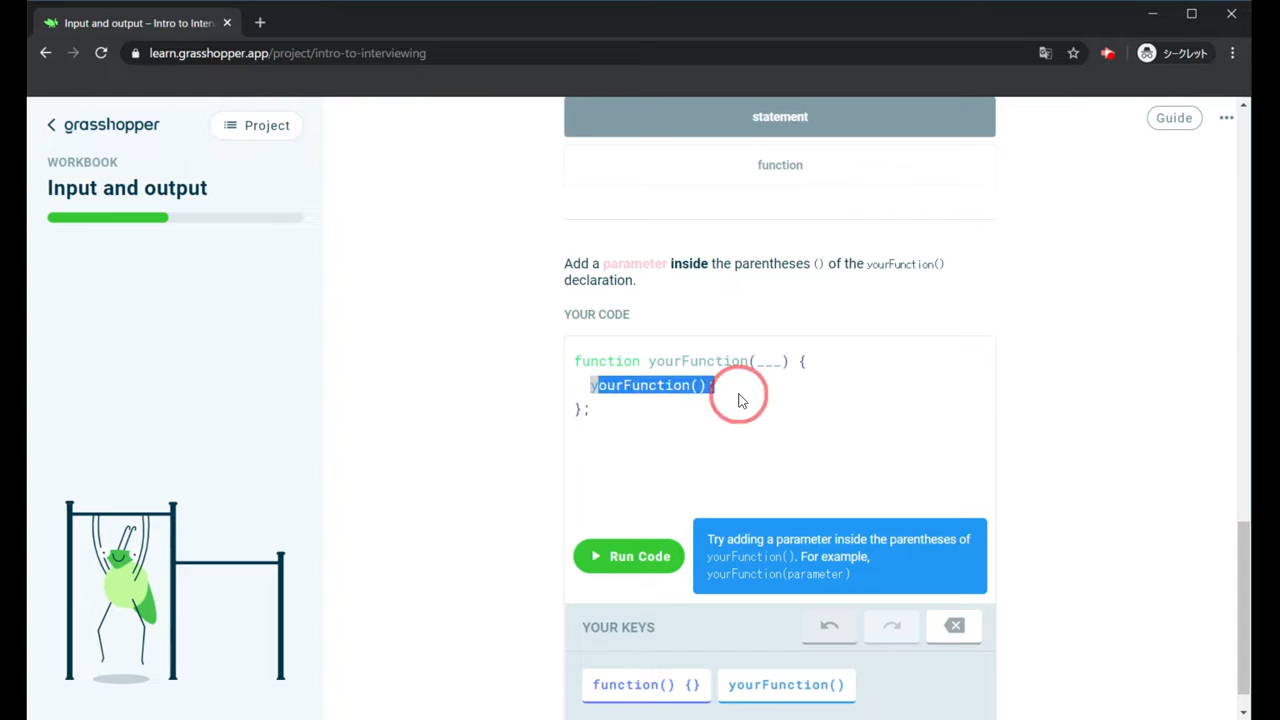 Input and output – Intro to Inter
learn.grasshopper.app/project/intro-to-interviewing
シークレット
grasshopper
Project
WORKBOOK
Input and output
Guide
statement
function
Add a parameter inside the parentheses () of the yourFunction()
declaration.
YOUR CODE
function yourFunction(___) {
yourFunction();
};
Run Code
Try adding a parameter inside the parentheses of
yourFunction(). For example,
yourFunction(parameter)
YOUR KEYS
function() {}
yourFunction()